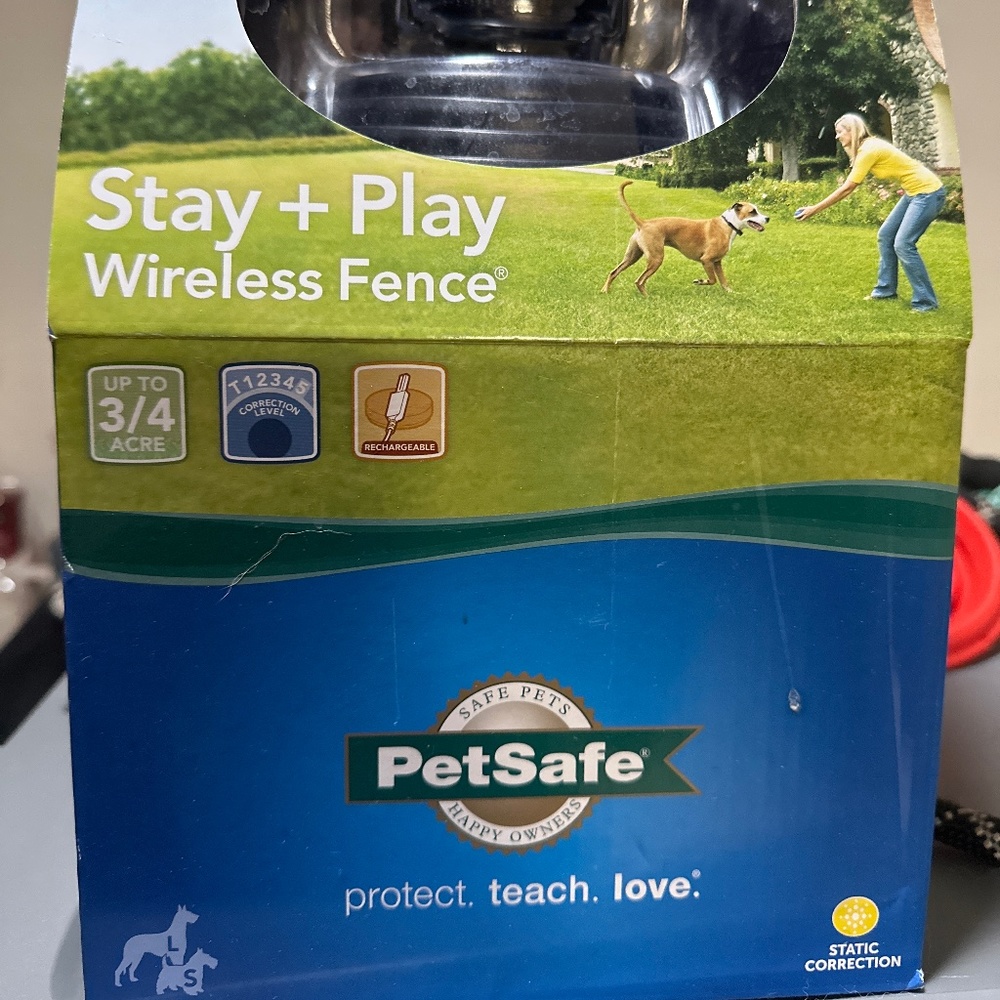 Stay + Play
Wireless Fence®
UP TO
3/4
ACRE
T12345
CORRECTION
LEVEL
RECHARGEABLE
SAFE PETS
PetSafe®
HAPPY OWNERS
protect. teach. love.®
L
S
STATIC
CORRECTION